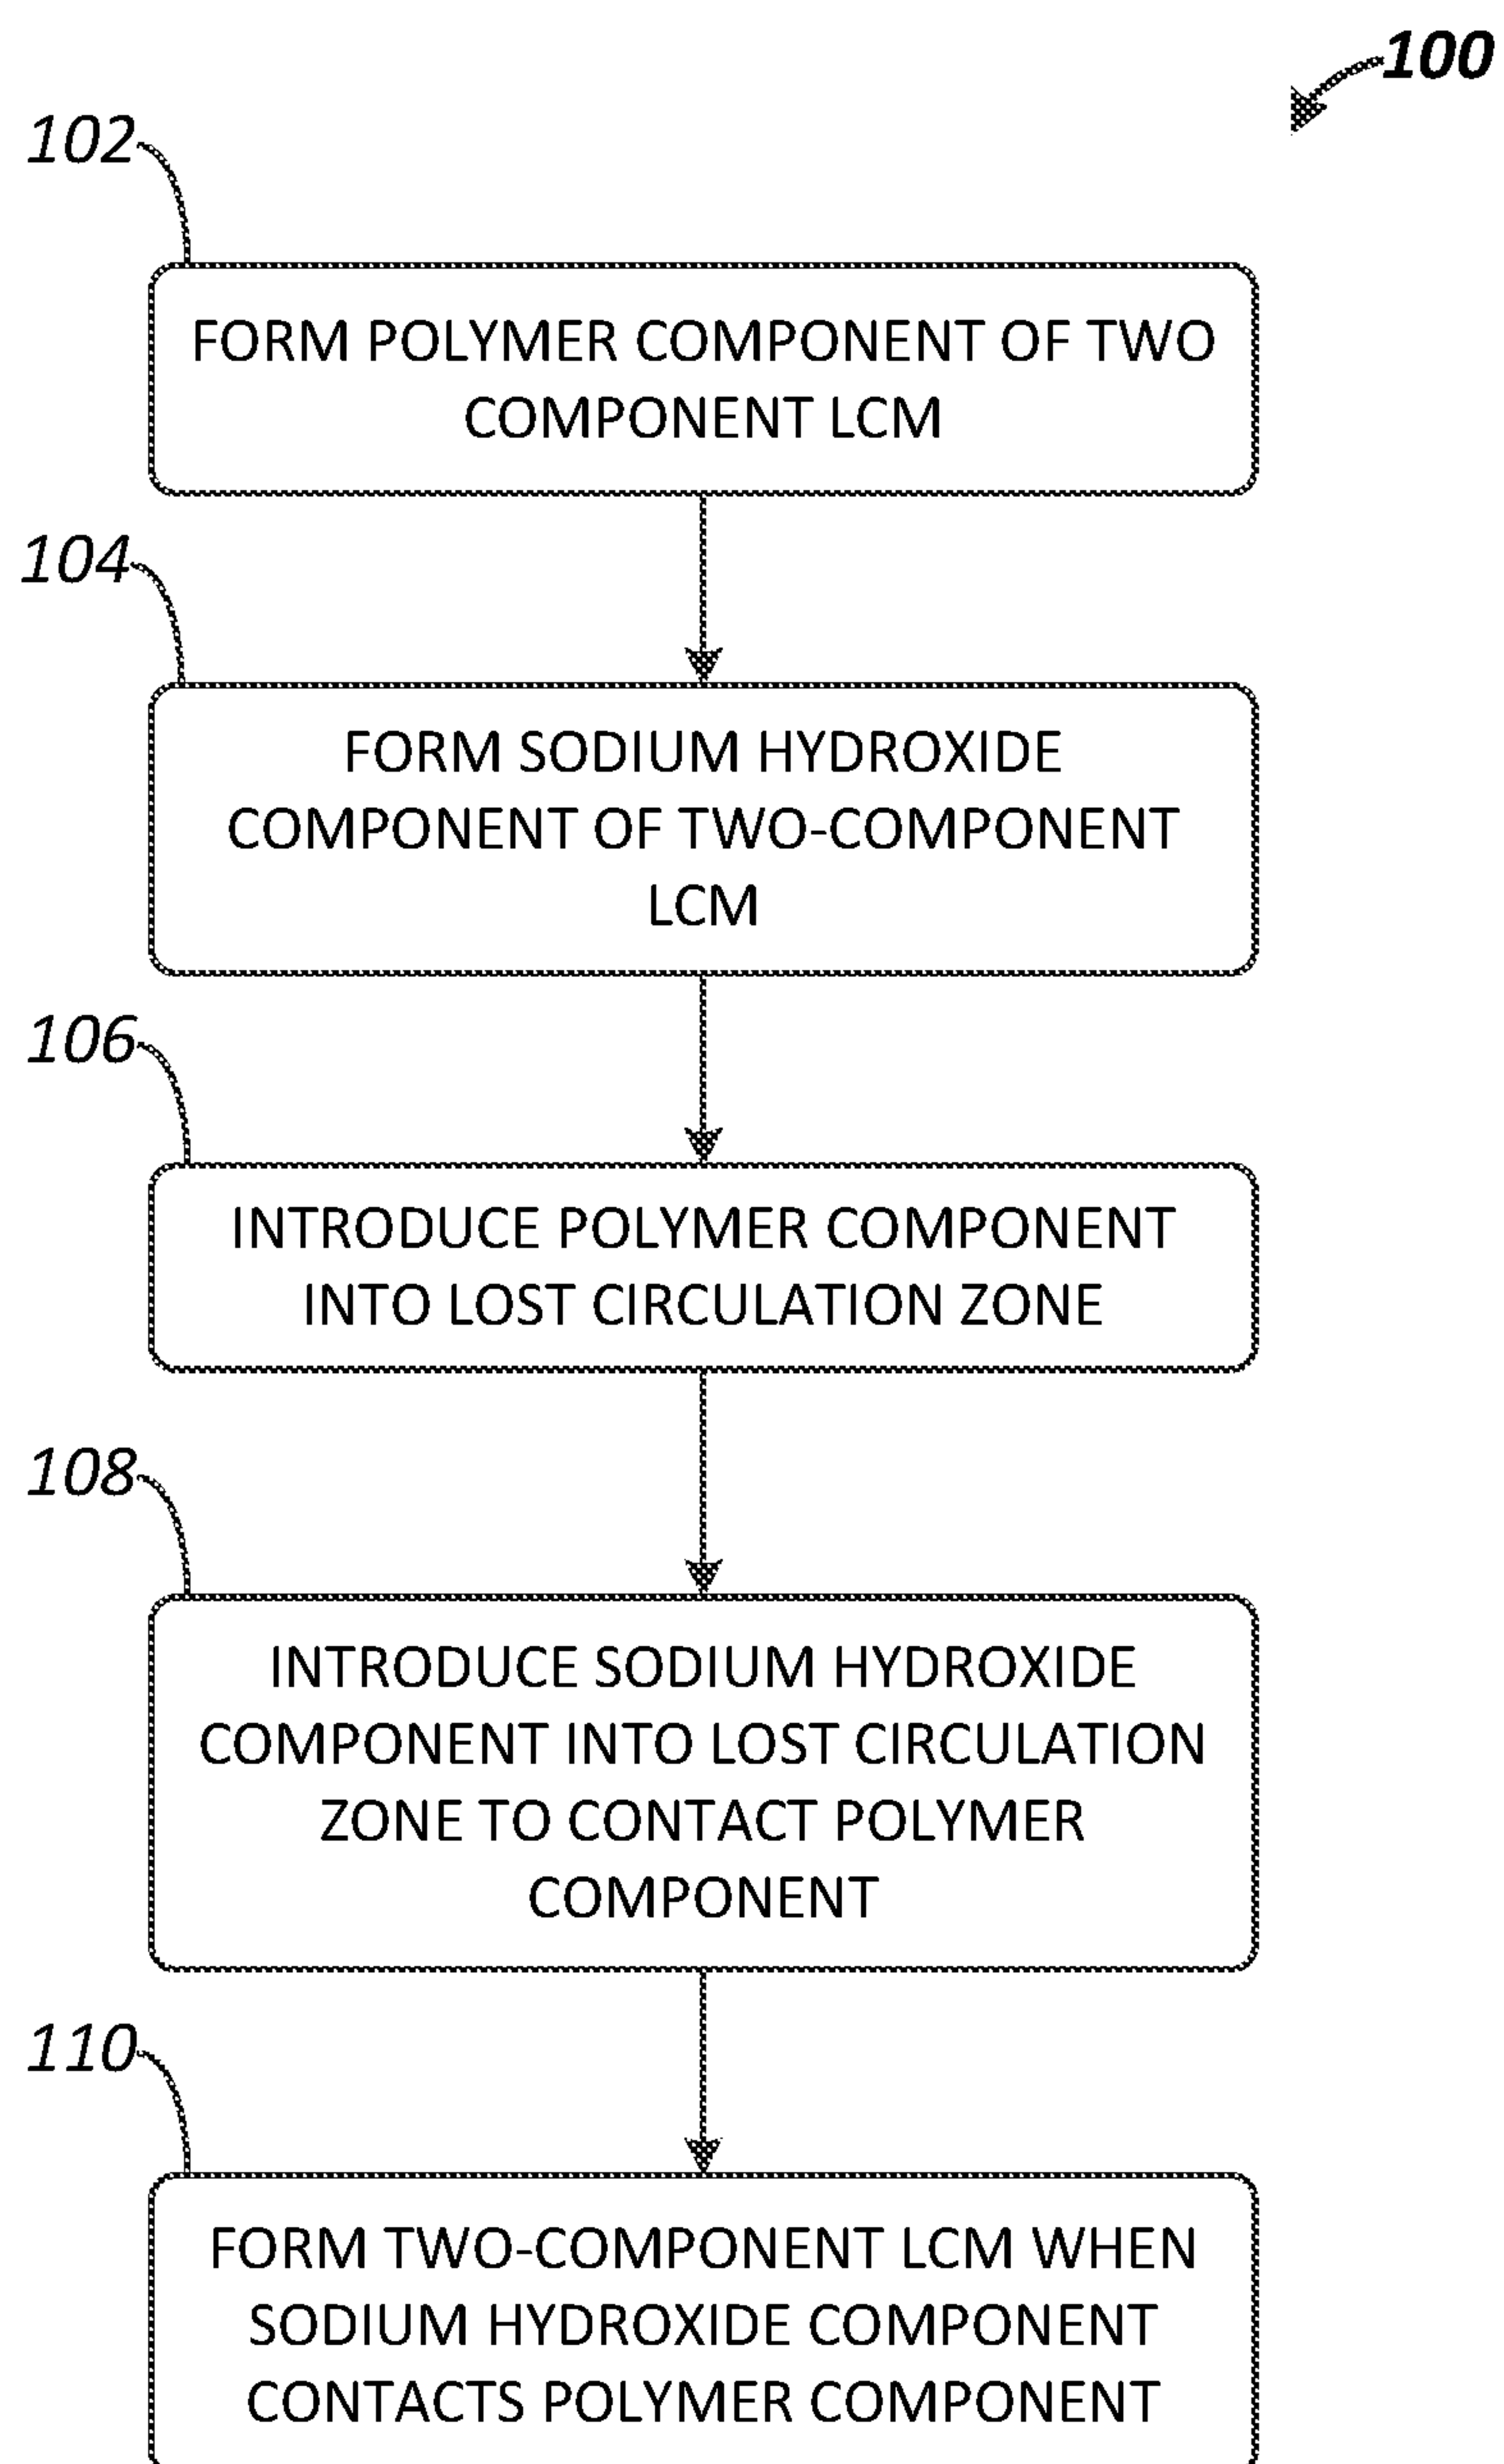 100
102
FORM POLYMER COMPONENT OF TWO
COMPONENT LCM
104
FORM SODIUM HYDROXIDE
COMPONENT OF TWO-COMPONENT
LCM
106
INTRODUCE POLYMER COMPONENT
INTO LOST CIRCULATION ZONE
108
INTRODUCE SODIUM HYDROXIDE
COMPONENT INTO LOST CIRCULATION
ZONE TO CONTACT POLYMER
COMPONENT
110
FORM TWO-COMPONENT LCM WHEN
SODIUM HYDROXIDE COMPONENT
CONTACTS POLYMER COMPONENT